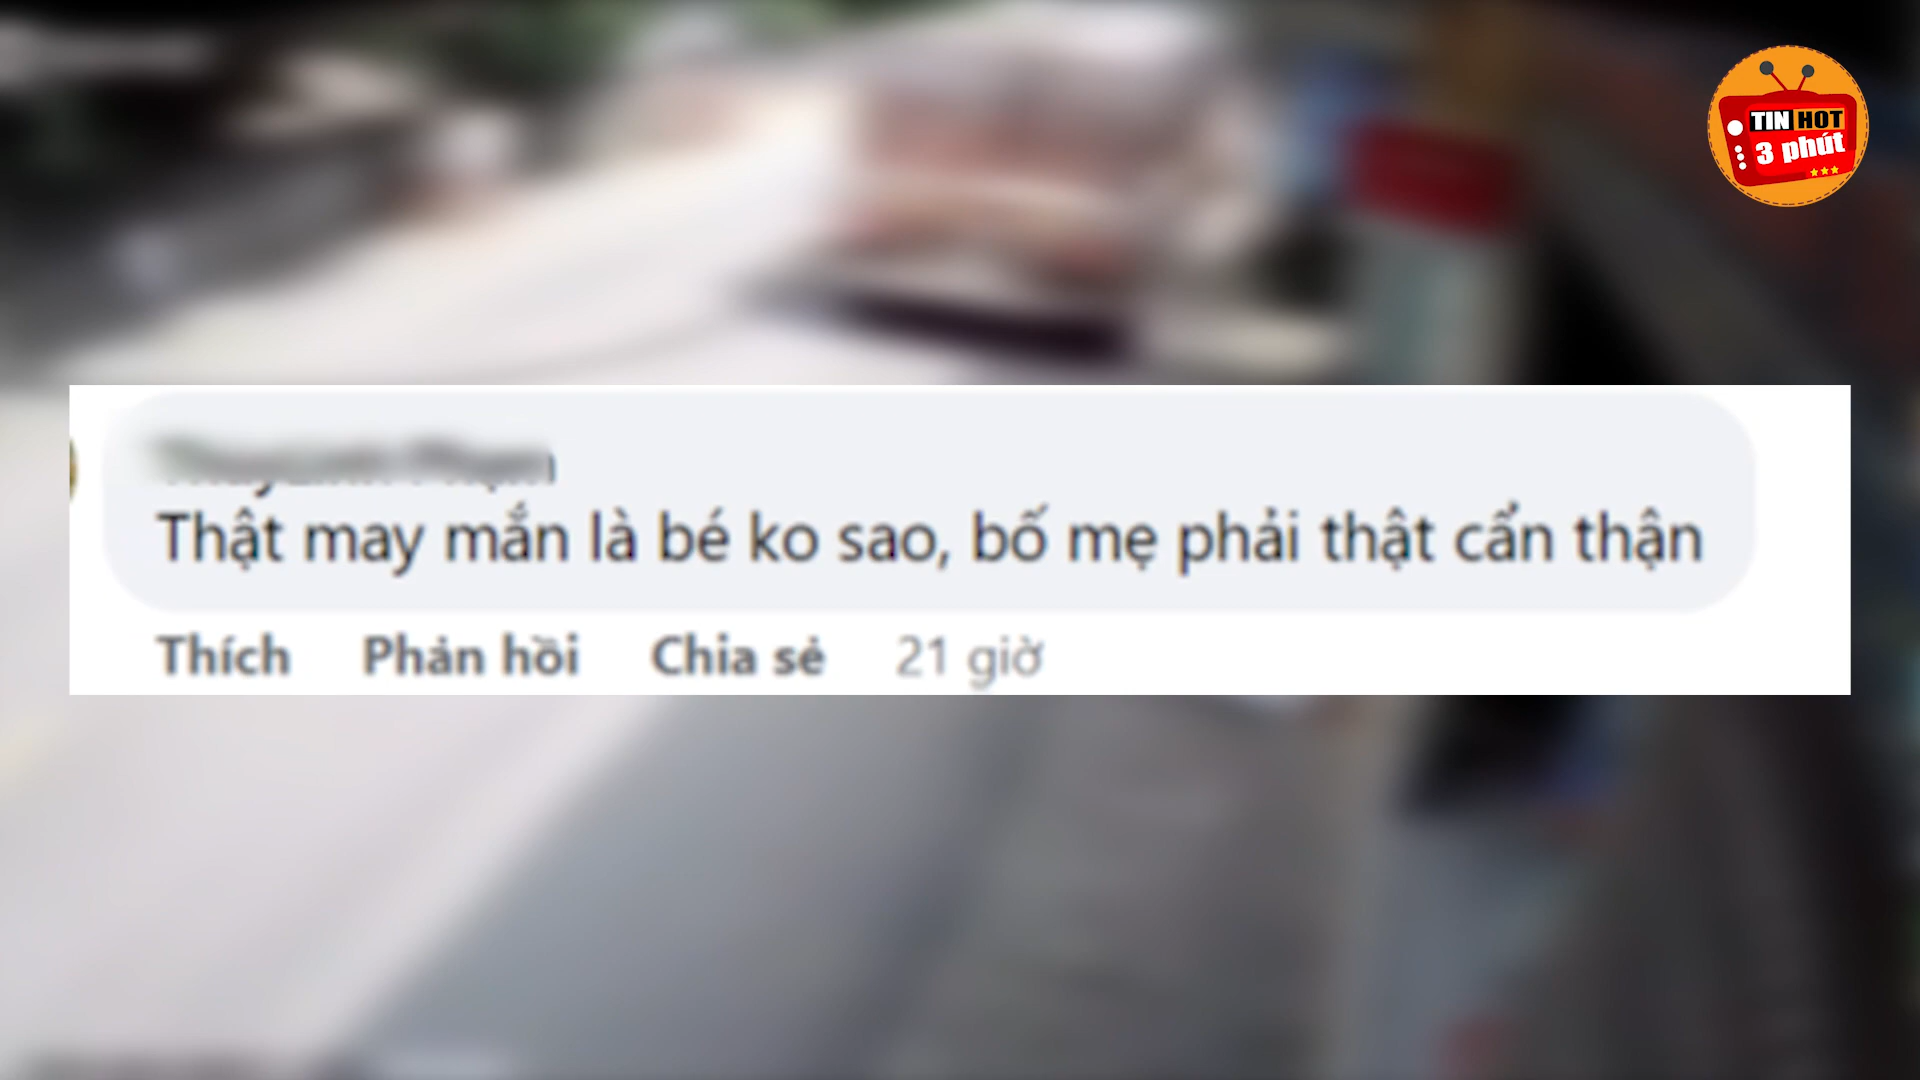 TIN HOT
3 phút
Thật may mắn là bé ko sao, bố mẹ phải thật cẩn thận
Thích Phản hồi Chia sẻ 21 giờ